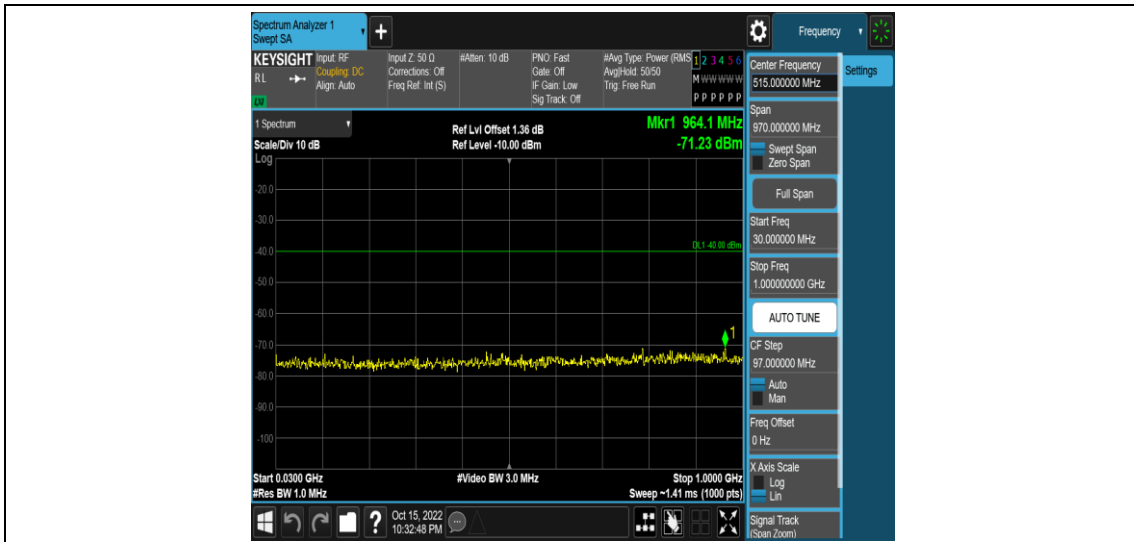 Spectrum Analyzer 1
Swept SA
+
Frequency
KEYSIGHT
RL
LXI
Input: RF
Coupling: DC
Align: Auto
Input Z: 50 Ω
Corrections: Off
Freq Ref: Int (S)
#Atten: 10 dB
PNO: Fast
Gate: Off
IF Gain: Low
Sig Track: Off
#Avg Type: Power (RMS
Avg|Hold: 50/50
Trig: Free Run
1 2 3 4 5 6
M W W W W W
P P P P P P
1 Spectrum
Scale/Div 10 dB
Ref Lvl Offset 1.36 dB
Ref Level -10.00 dBm
Mkr1 964.1 MHz
-71.23 dBm
Log
-20.0
-30.0
-40.0
DL1 -40.00 dBm
-50.0
-60.0
1
-70.0
-80.0
-90.0
-100
Start 0.0300 GHz
#Res BW 1.0 MHz
#Video BW 3.0 MHz
Stop 1.0000 GHz
Sweep ~1.41 ms (1000 pts)
?
Oct 15, 2022
10:32:48 PM
Center Frequency
515.000000 MHz
Settings
Span
970.000000 MHz
Swept Span
Zero Span
Full Span
Start Freq
30.000000 MHz
Stop Freq
1.000000000 GHz
AUTO TUNE
CF Step
97.000000 MHz
Auto
Man
Freq Offset
0 Hz
X Axis Scale
Log
Lin
Signal Track
(Span Zoom)